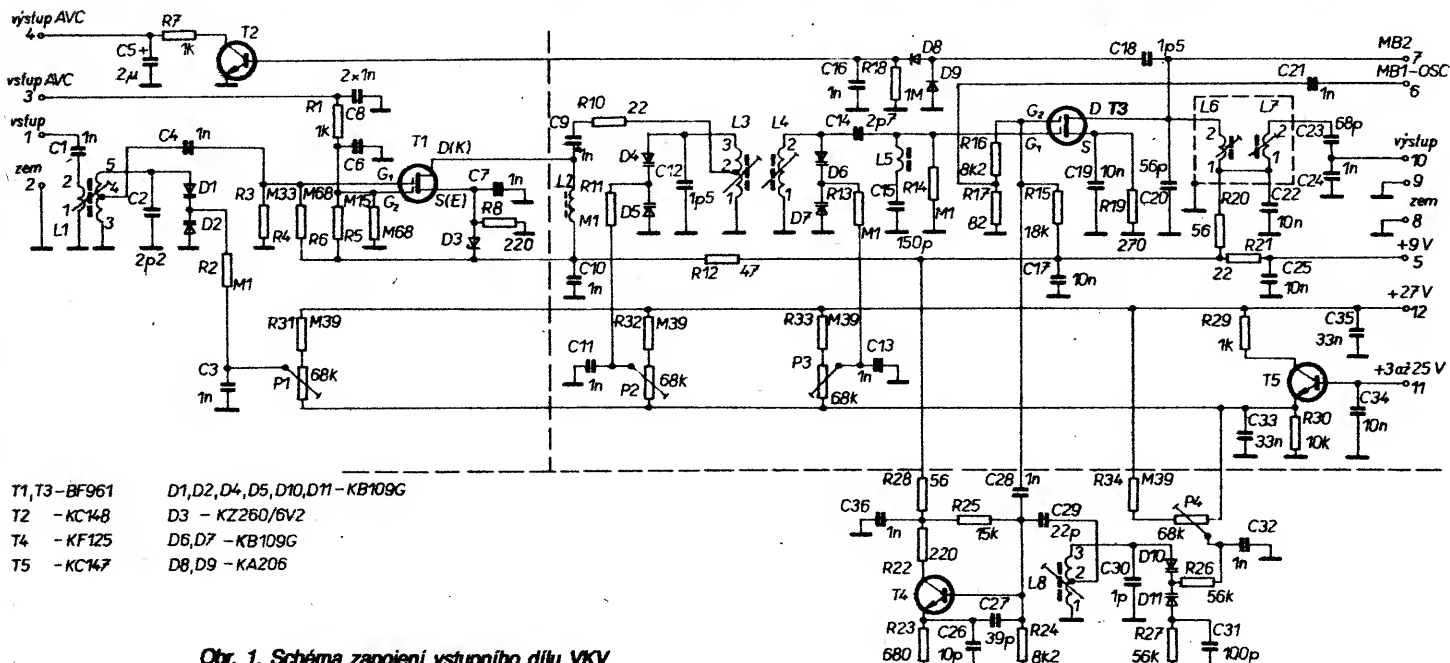 výstup AVC
4
R7
1k
C5 +
2μ
T2
vstup AVC
3
2×1n
R1
1k
C8
C6
vstup
1
C1
1n
zem
2
L1
2
1
5
4
3
C2
2p2
C4
1n
D1
D2
R2
M1
C3
1n
R3
M33
R4
M68
R6
M15
R5
M68
G1
G2
T1
D(K)
S(E)
C7
1n
R8
220
D3
C9
1n
R10
22
L2
R11
M1
C10
1n
D4
D5
C12
1p5
L3
3
2
1
L4
2
1
C16
1n
R18
1M
D8
D9
C14
2p7
D6
D7
R13
M1
L5
C15
150p
R14
M1
R16
8k2
R17
82
G2
G1
D
T3
S
R15
18k
C19
10n
R19
270
C20
56p
C18
1p5
MB2
7
MB1-OSC
6
C21
1n
L6
2
1
L7
2
1
C23
68p
C24
1n
výstup
10
9
zem
8
R20
56
C22
10n
R21
22
C25
10n
+9 V
5
R12
47
C17
10n
R31
M39
P1
68k
C11
1n
R32
M39
P2
68k
R33
M39
P3
68k
C13
1n
R29
1k
C35
33n
+27 V
12
+3 až 25 V
11
T5
C34
10n
C33
33n
R30
10k
R28
56
C36
1n
R25
15k
C28
1n
C29
22p
R22
220
T4
R23
680
C26
10p
C27
39p
R24
8k2
L8
3
2
1
C30
1p
D10
D11
R34
M39
P4
68k
R26
56k
C32
1n
R27
56k
C31
100p
T1,T3-BF961
T2 -KC148
T4 -KF125
T5 -KC147
D1,D2,D4,D5,D10,D11-KB109G
D3 - KZ260/6V2
D6,D7 - KB109G
D8,D9 - KA206
Obr. 1. Schéma zapojení vstupního dílu VKV